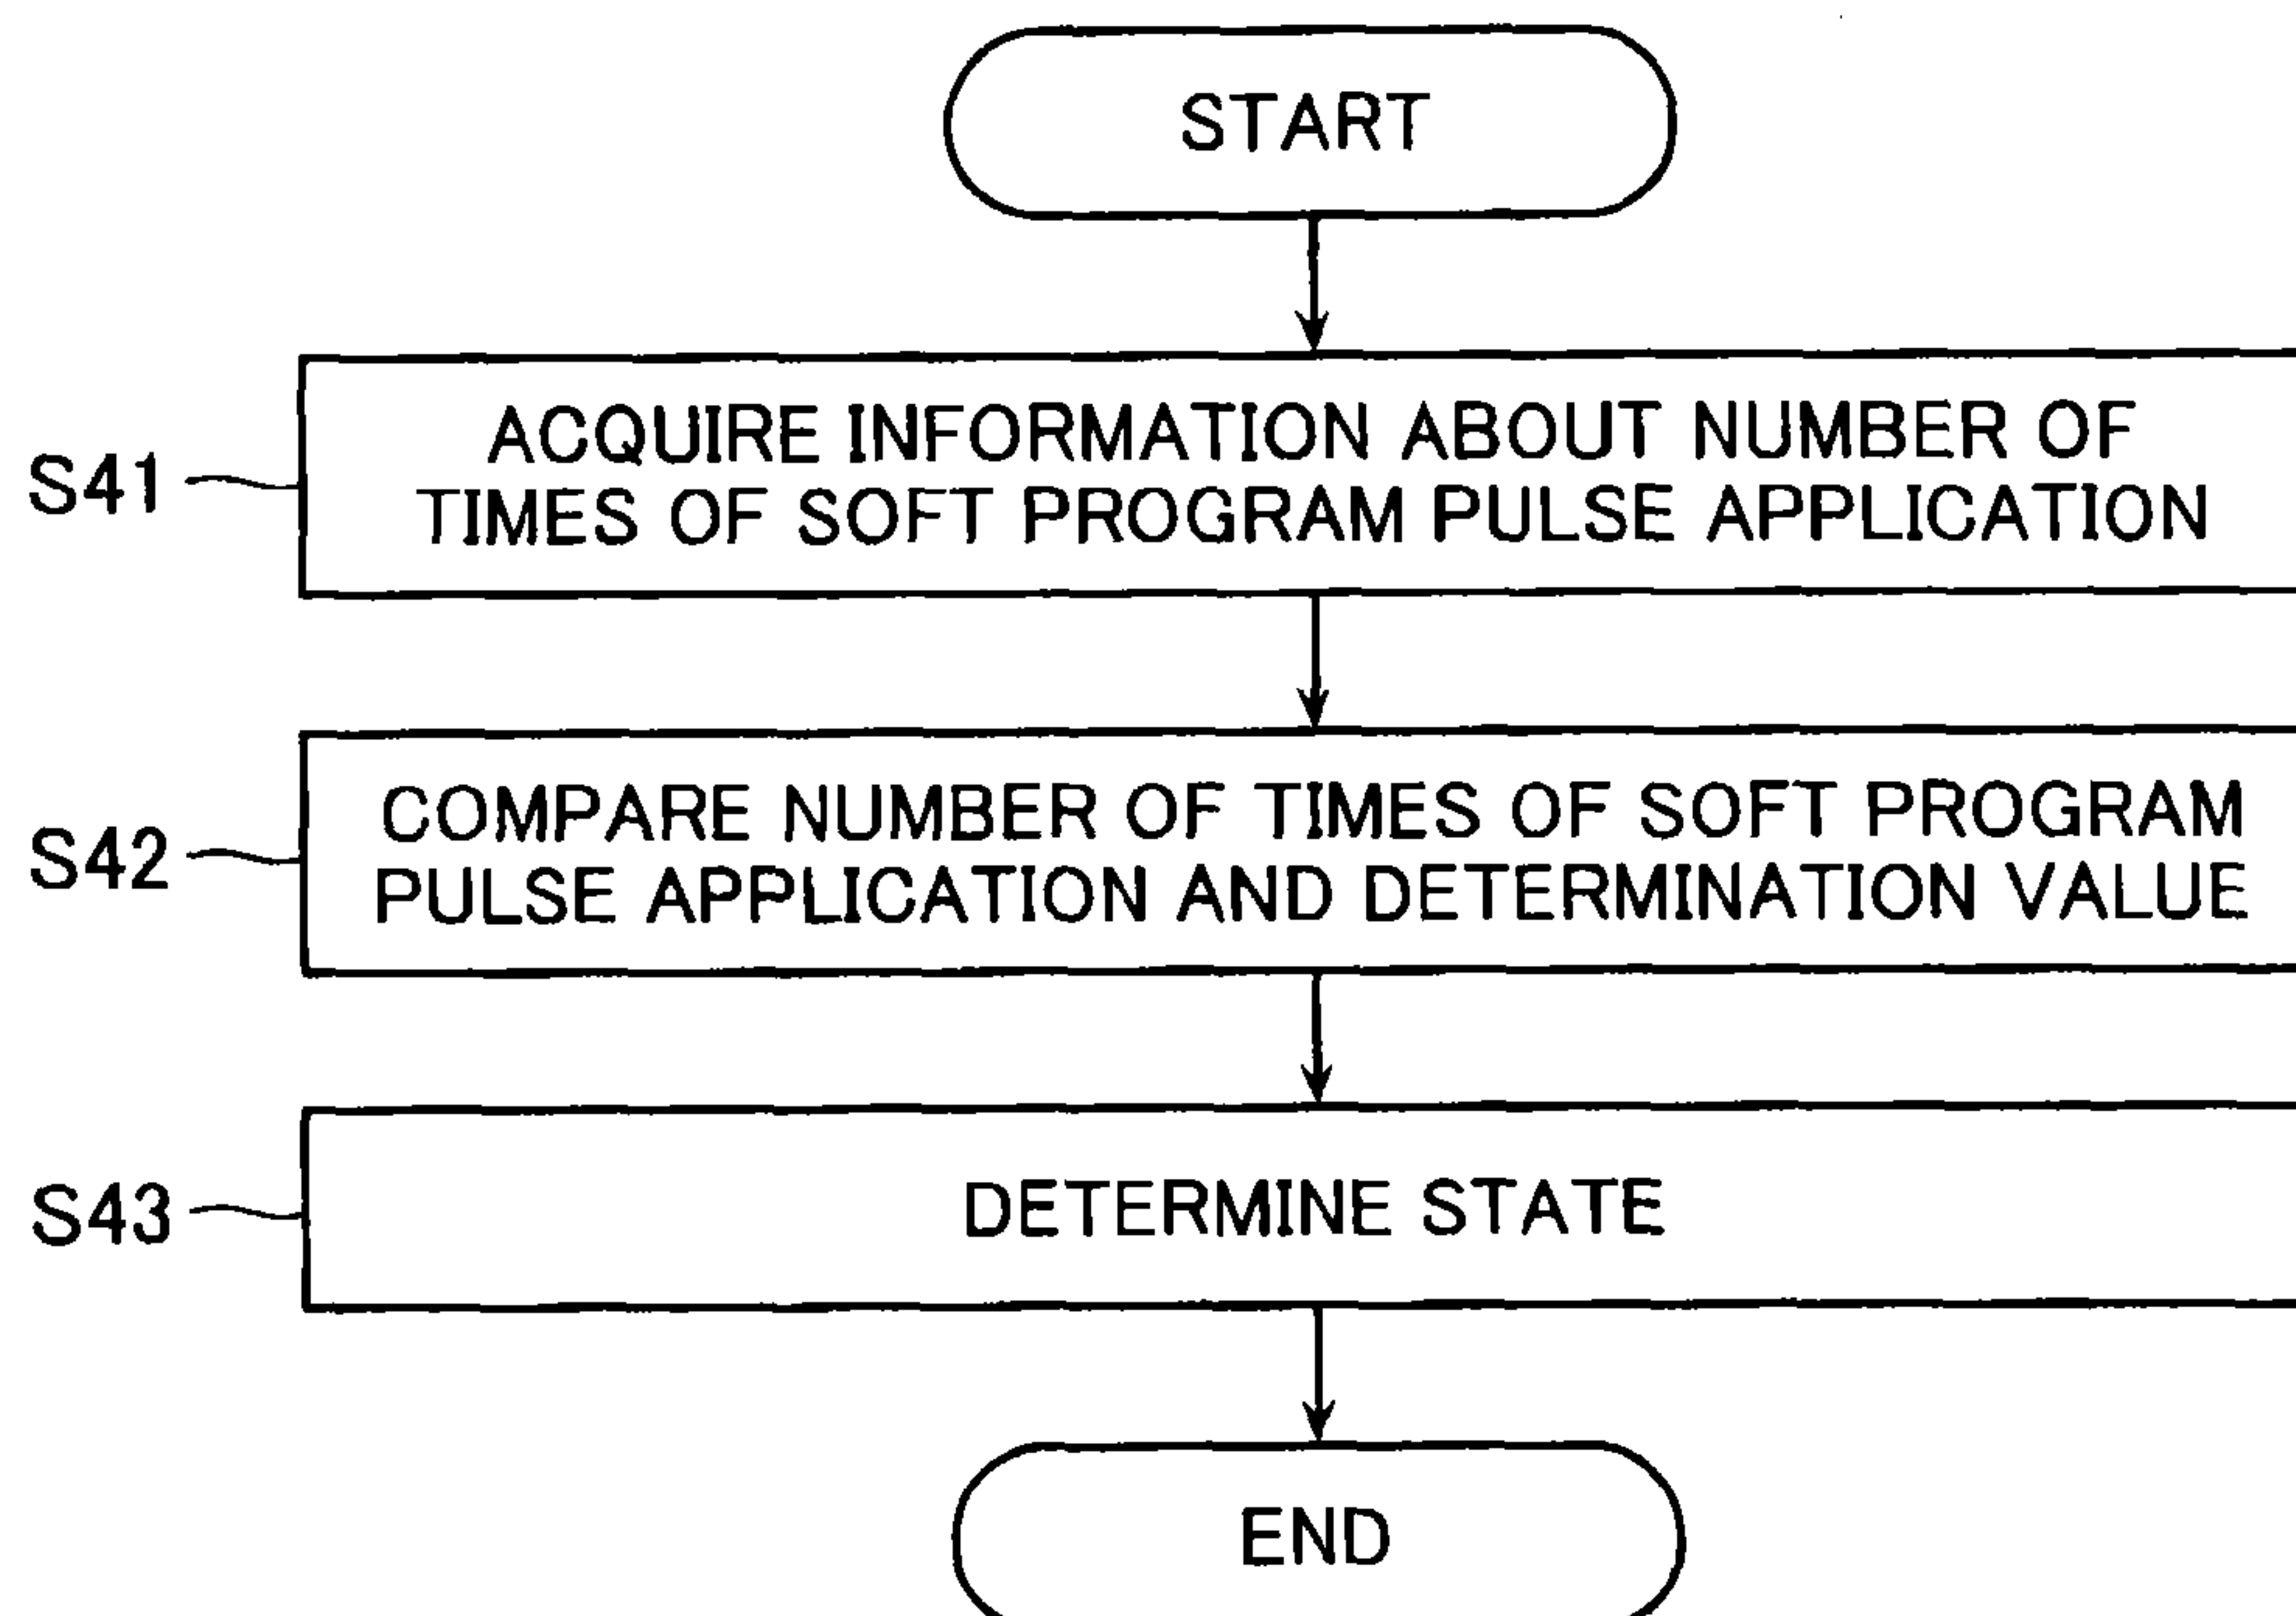 START
S41
ACQUIRE INFORMATION ABOUT NUMBER OF
TIMES OF SOFT PROGRAM PULSE APPLICATION
S42
COMPARE NUMBER OF TIMES OF SOFT PROGRAM
PULSE APPLICATION AND DETERMINATION VALUE
S43
DETERMINE STATE
END